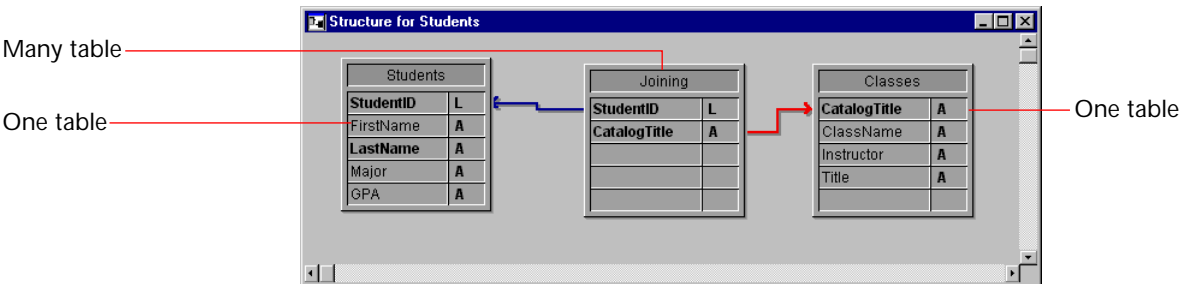 Structure for Students
Many table
One table
One table
Students
StudentID L
FirstName A
LastName A
Major A
GPA A
Joining
StudentID L
CatalogTitle A
Classes
CatalogTitle A
ClassName A
Instructor A
Title A